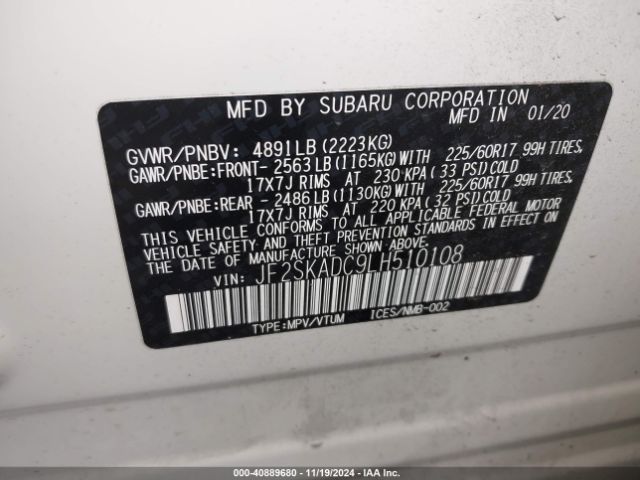 MFD BY SUBARU CORPORATION
MFD IN 01/20
GVWR/PNBV: 4891LB(2223KG)
GAWR/PNBE:FRONT- 2563LB(1165KG)WITH 225/60R17 99H TIRES,
17X7J RIMS AT 230 KPA(33 PSI)COLD
GAWR/PNBE:REAR - 2486LB(1130KG)WITH 225/60R17 99H TIRES,
17X7J RIMS AT 220 KPA(32 PSI)COLD
THIS VEHICLE CONFORMS TO ALL APPLICABLE FEDERAL MOTOR
VEHICLE SAFETY, BUMPER, AND THEFT PREVENTION STANDARDS IN EFFECT
ON THE DATE OF MANUFACTURE SHOWN ABOVE.
VIN: JF2SKADC9LH510108
TYPE:MPV/VTUM ICES/NMB-002
000-40889680 - 11/19/2024 - IAA Inc.